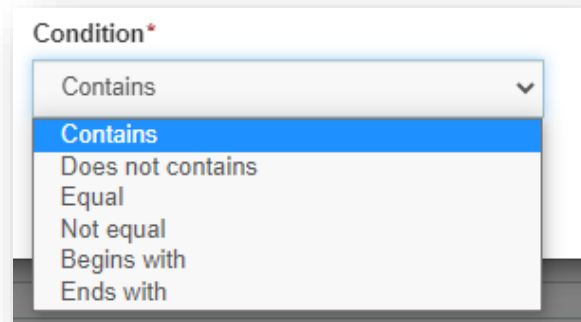 Condition*
Contains
Contains
Does not contains
Equal
Not equal
Begins with
Ends with